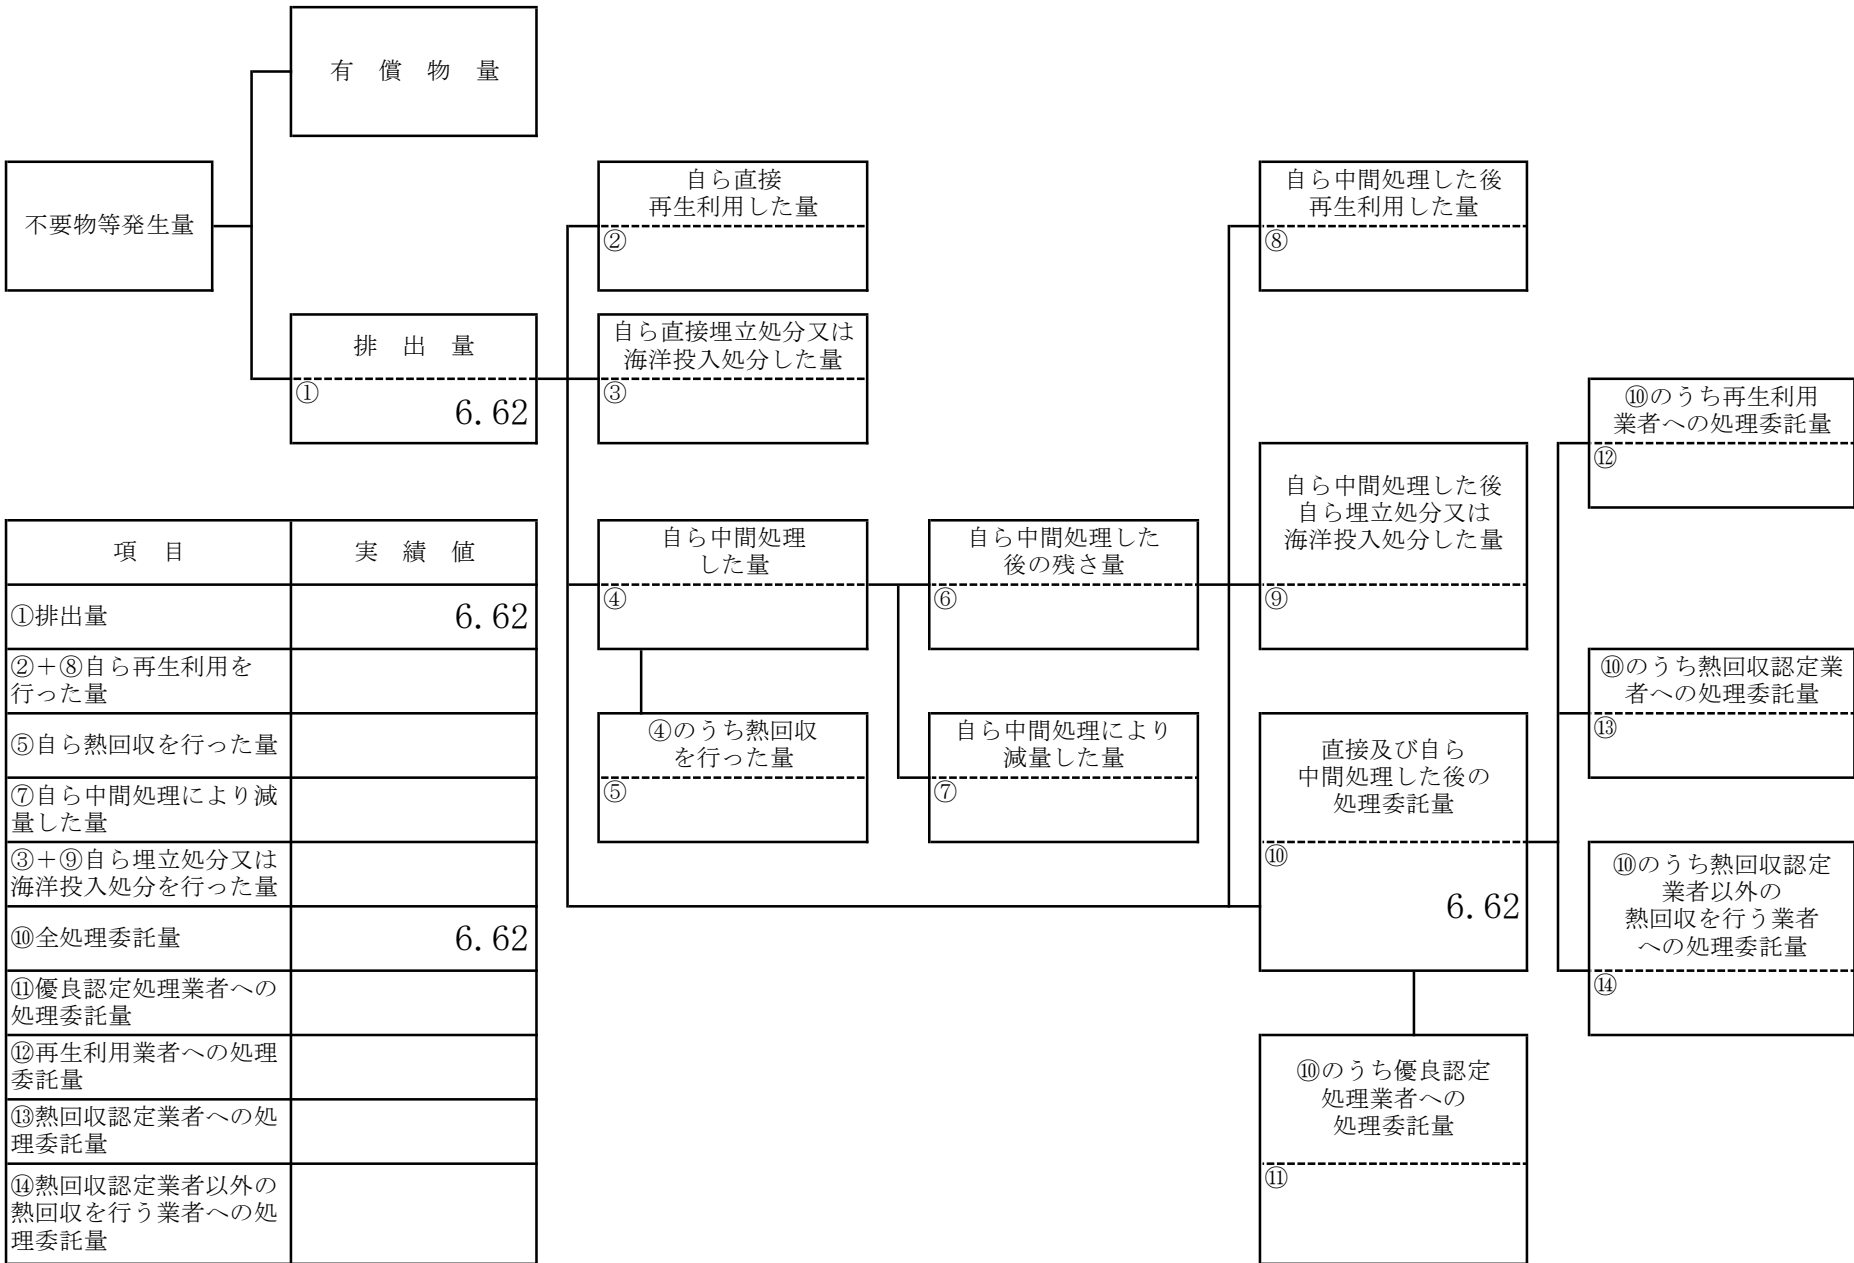 有 償 物 量
不要物等発生量
排 出 量
①
6.62
自ら直接
再生利用した量
②
自ら直接埋立処分又は
海洋投入処分した量
③
自ら中間処理
した量
④
④のうち熱回収
を行った量
⑤
自ら中間処理した
後の残さ量
⑥
自ら中間処理により
減量した量
⑦
自ら中間処理した後
再生利用した量
⑧
自ら中間処理した後
自ら埋立処分又は
海洋投入処分した量
⑨
直接及び自ら
中間処理した後の
処理委託量
⑩
6.62
⑩のうち優良認定
処理業者への
処理委託量
⑪
⑩のうち再生利用
業者への処理委託量
⑫
⑩のうち熱回収認定業
者への処理委託量
⑬
⑩のうち熱回収認定
業者以外の
熱回収を行う業者
への処理委託量
⑭
項 目 実 績 値
①排出量 6.62
②＋⑧自ら再生利用を
行った量
⑤自ら熱回収を行った量
⑦自ら中間処理により減
量した量
③＋⑨自ら埋立処分又は
海洋投入処分を行った量
⑩全処理委託量 6.62
⑪優良認定処理業者への
処理委託量
⑫再生利用業者への処理
委託量
⑬熱回収認定業者への処
理委託量
⑭熱回収認定業者以外の
熱回収を行う業者への処
理委託量